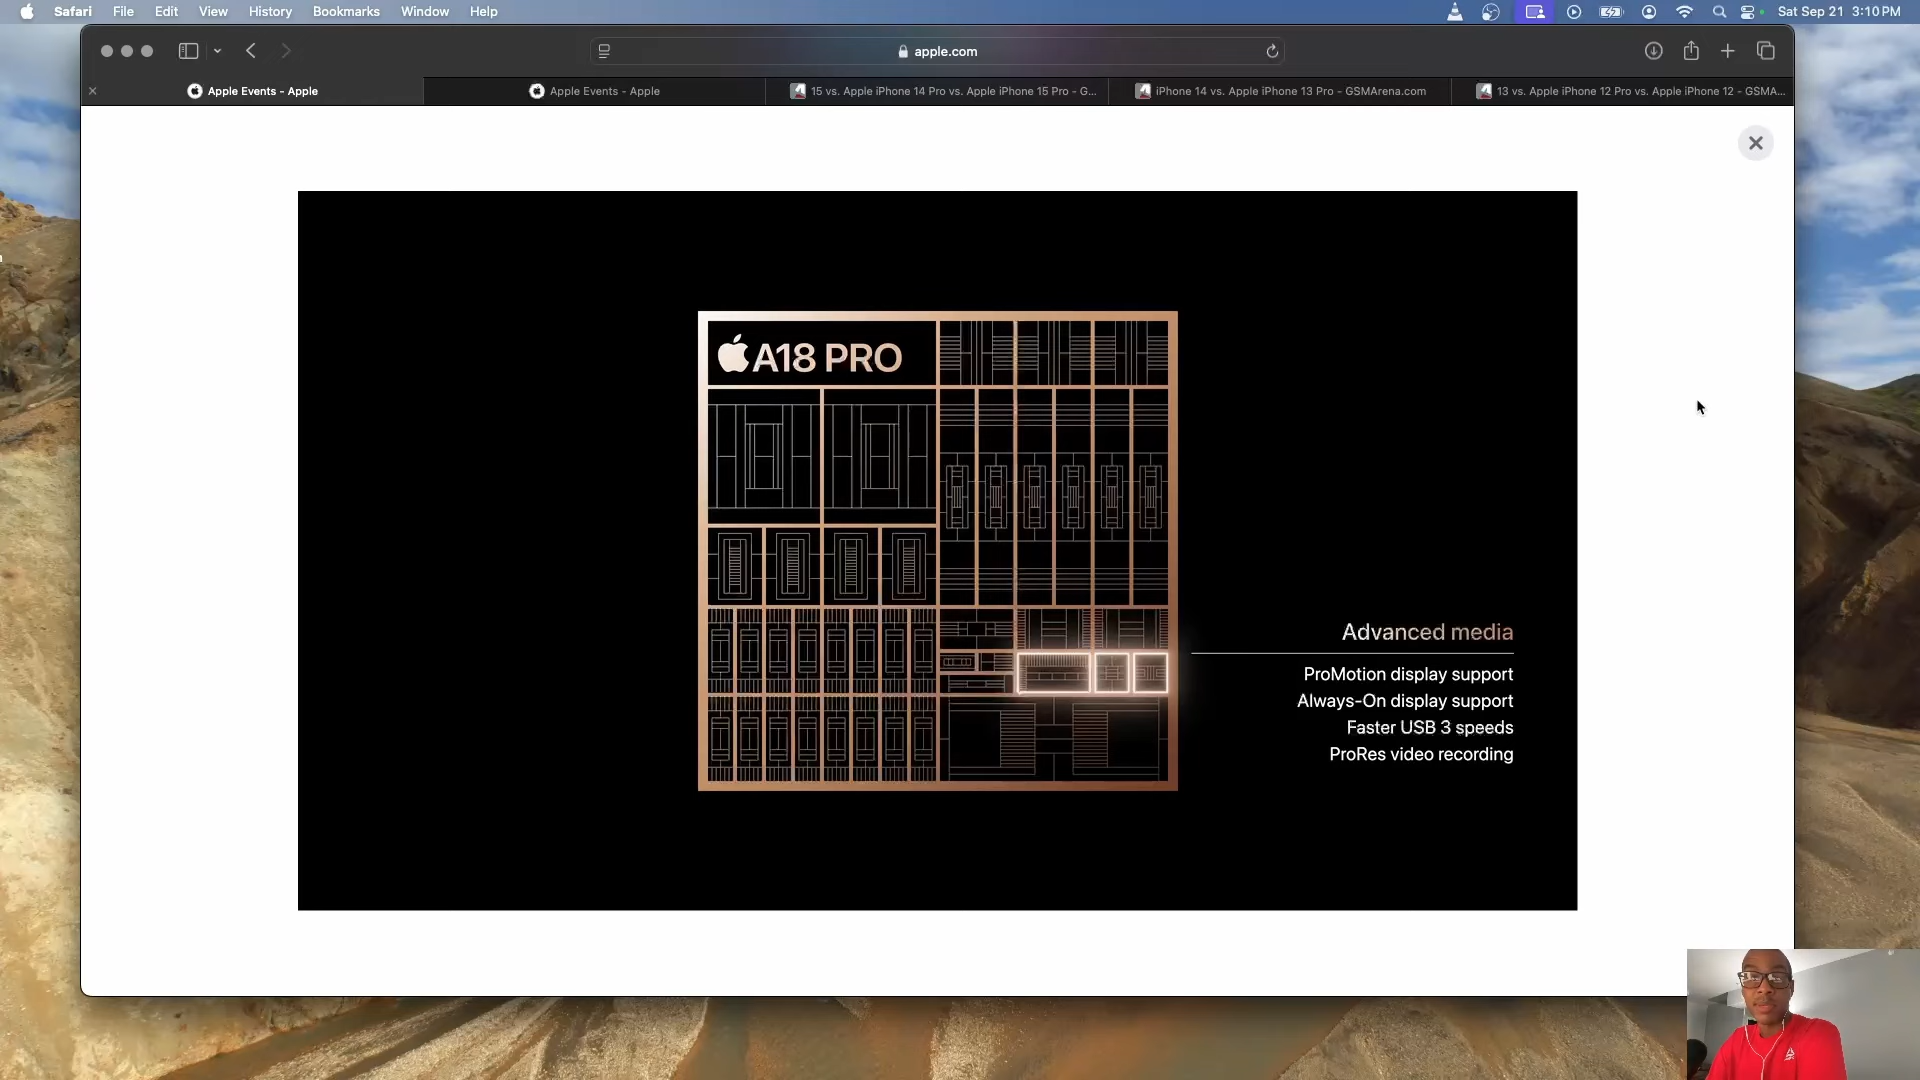 Safari File Edit View History Bookmarks Window Help
Sat Sep 21 3:10 PM
apple.com
Apple Events - Apple
Apple Events - Apple
15 vs. Apple iPhone 14 Pro vs. Apple iPhone 15 Pro - G...
iPhone 14 vs. Apple iPhone 13 Pro - GSMArena.com
13 vs. Apple iPhone 12 Pro vs. Apple iPhone 12 - GSMA...
A18 PRO
Advanced media
ProMotion display support
Always-On display support
Faster USB 3 speeds
ProRes video recording